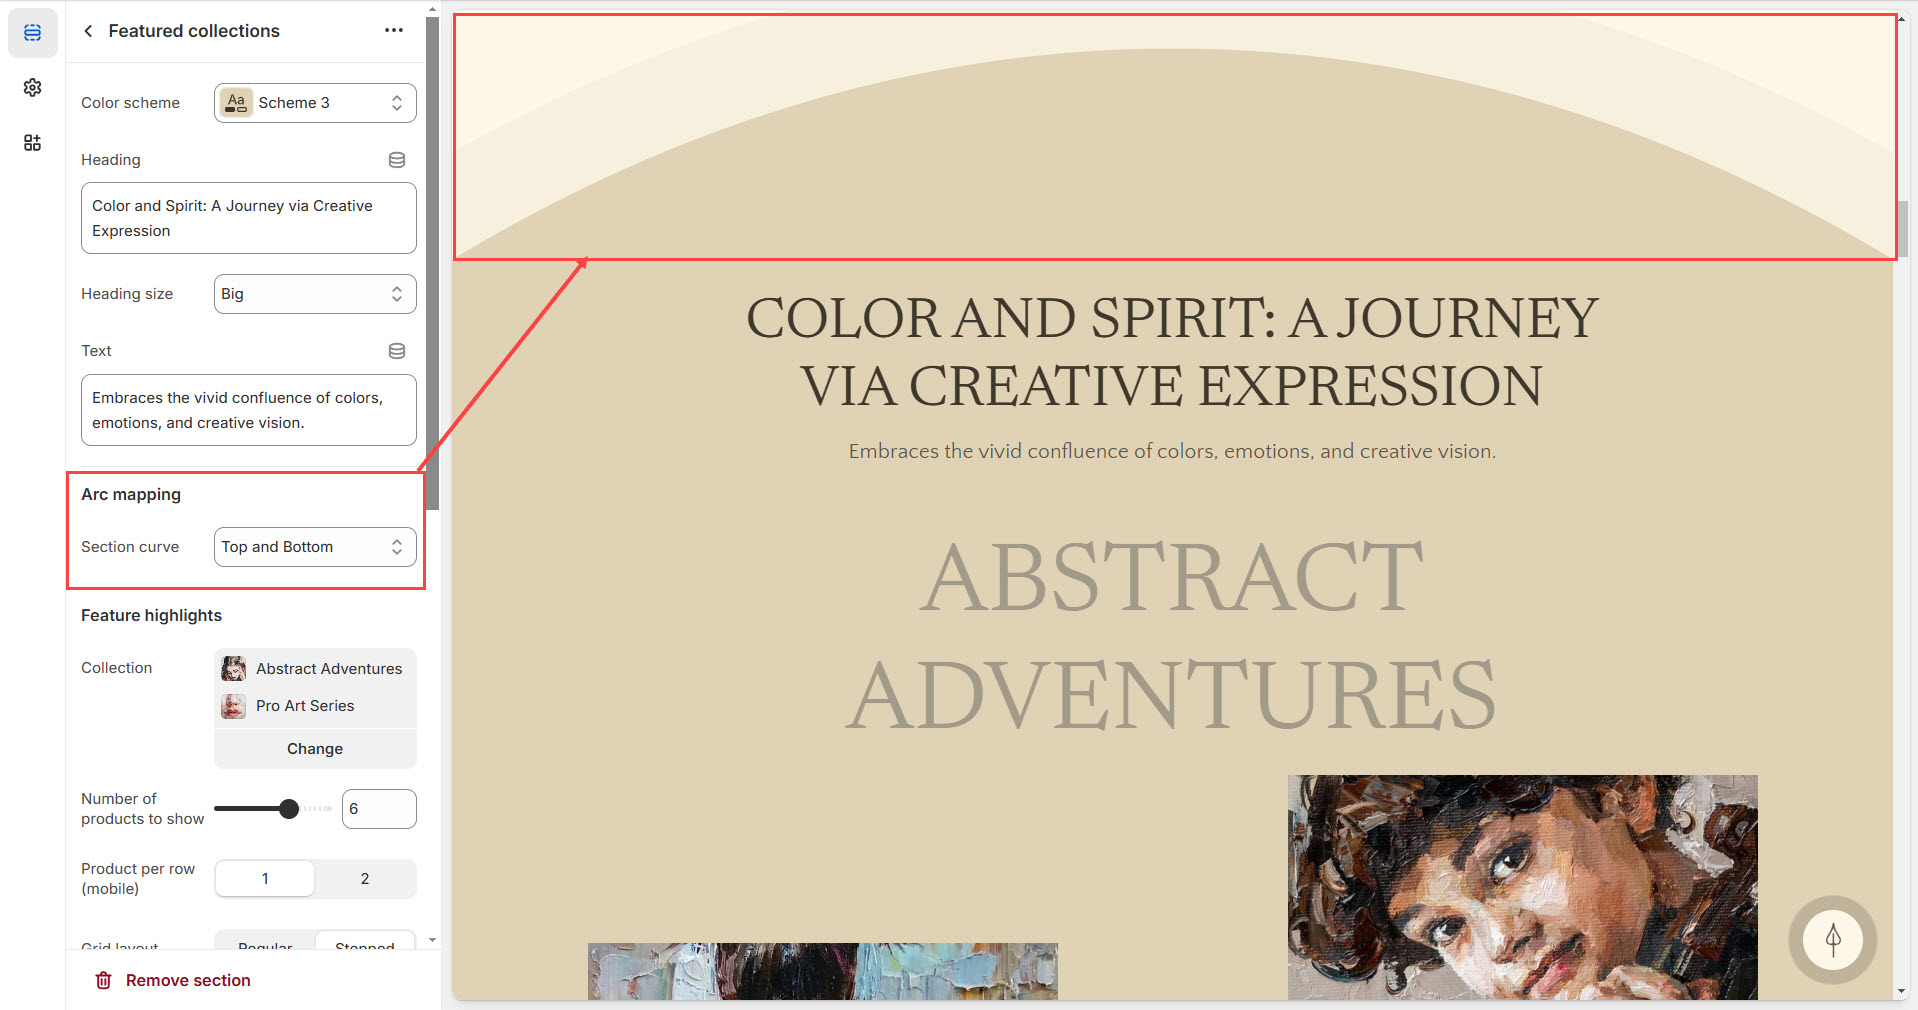 Featured collections
Color scheme
Aa
Scheme 3
Heading
Color and Spirit: A Journey via Creative
Expression
Heading size
Big
Text
Embraces the vivid confluence of colors,
emotions, and creative vision.
Arc mapping
Section curve
Top and Bottom
Feature highlights
Collection
Abstract Adventures
Pro Art Series
Change
Number of
products to show
6
Product per row
(mobile)
1
2
Grid layout
Regular
Stepped
Remove section
COLOR AND SPIRIT: A JOURNEY
VIA CREATIVE EXPRESSION
Embraces the vivid confluence of colors, emotions, and creative vision.
ABSTRACT
ADVENTURES